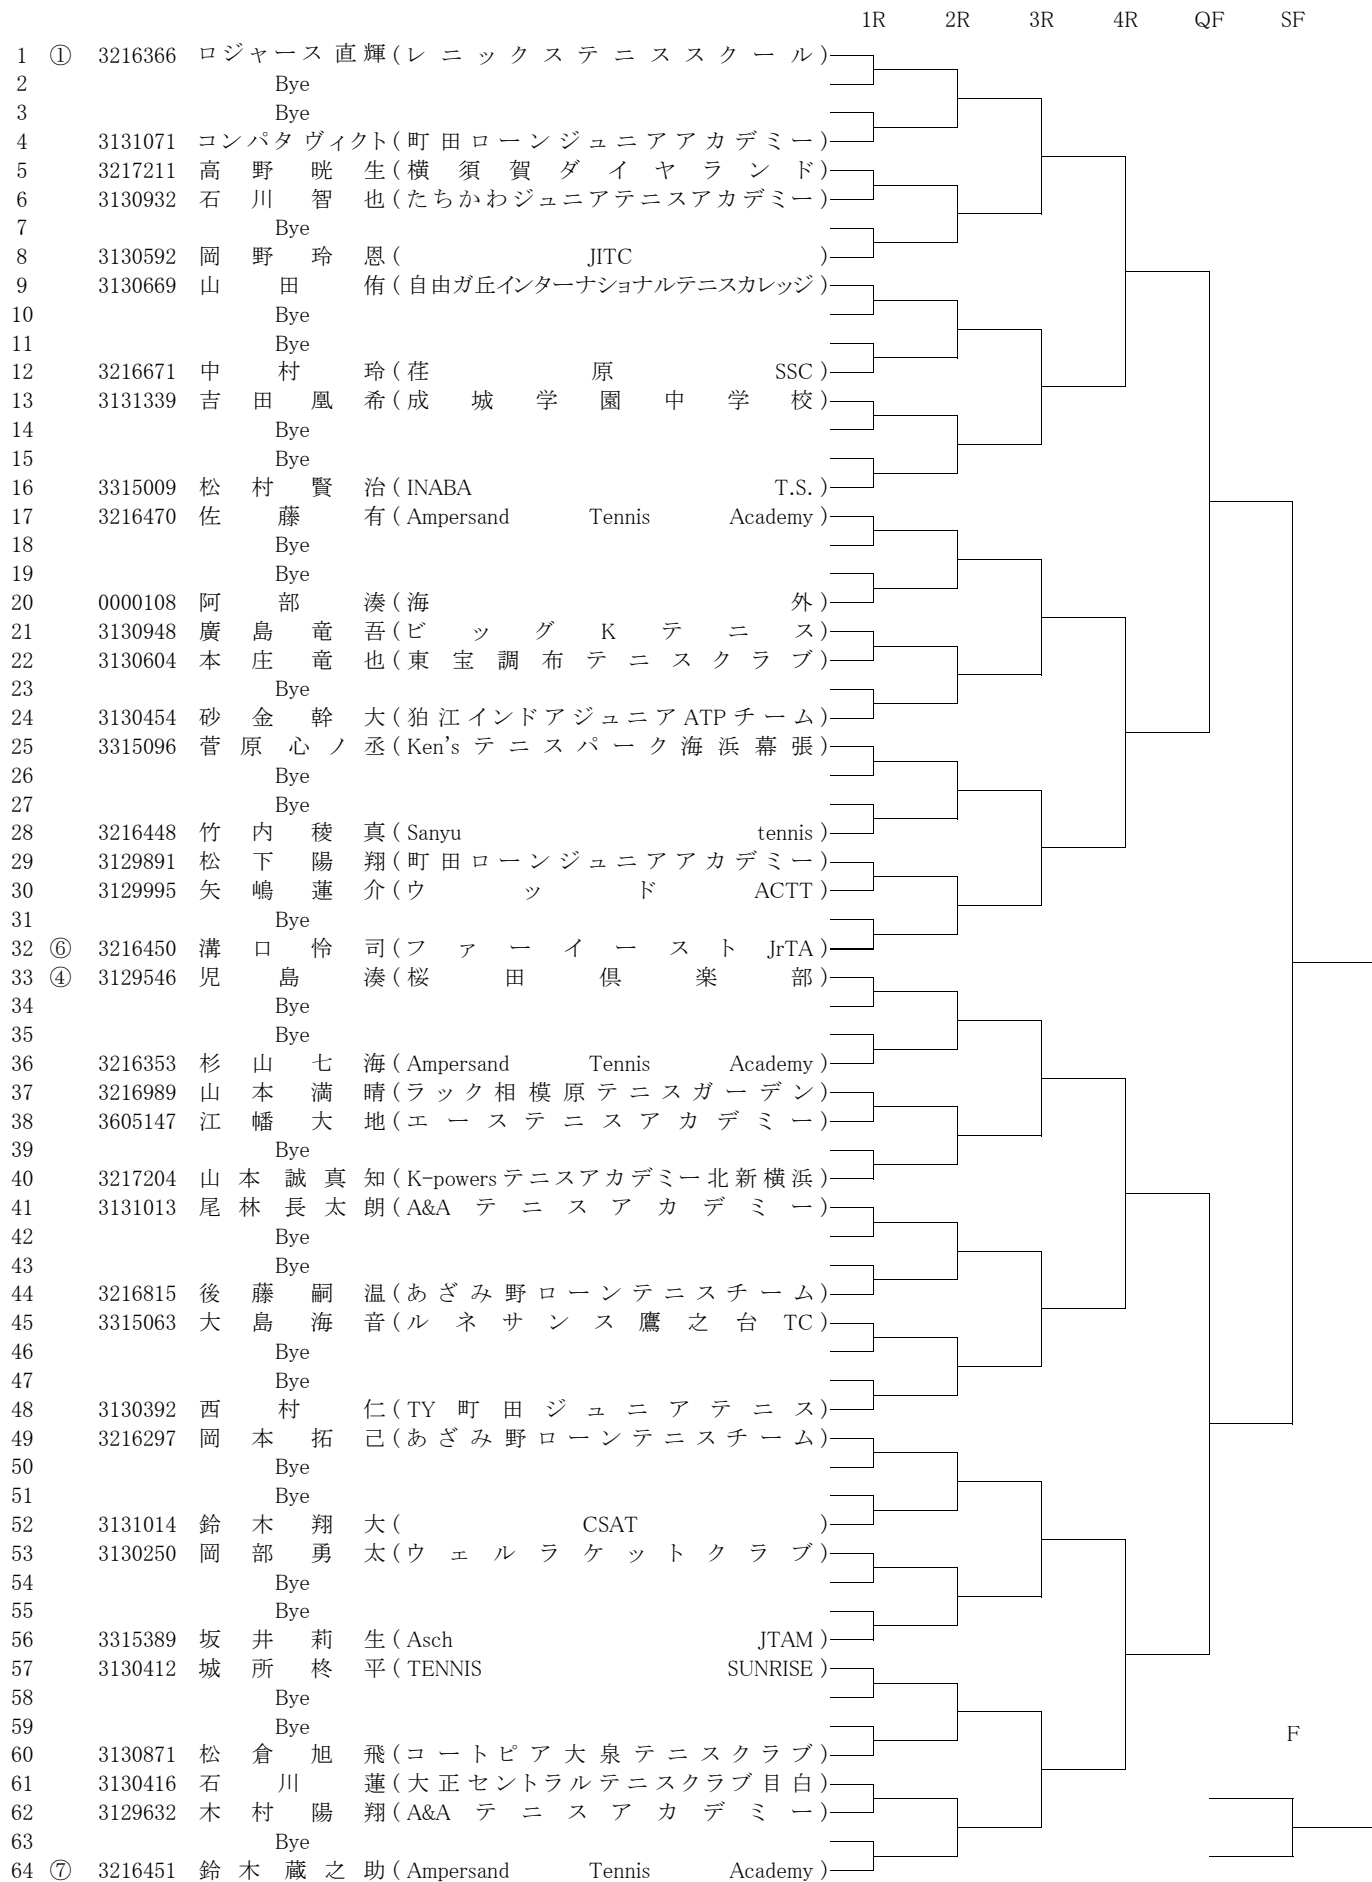 1R 2R 3R 4R QF SF
1 ① 3216366 ロジャース 直輝(レニックステニススクール)
2 Bye
3 Bye
4 3131071 コンパタ ヴィクト(町田ローンジュニアアカデミー)
5 3217211 高野 晄生(横須賀ダイヤランド)
6 3130932 石川 智也(たちかわジュニアテニスアカデミー)
7 Bye
8 3130592 岡野 玲恩(JITC)
9 3130669 山田 侑(自由ガ丘インターナショナルテニスカレッジ)
10 Bye
11 Bye
12 3216671 中村 玲(荏原 SSC)
13 3131339 吉田 凰希(成城学園中学校)
14 Bye
15 Bye
16 3315009 松村 賢治(INABA T.S.)
17 3216470 佐藤 有(Ampersand Tennis Academy)
18 Bye
19 Bye
20 0000108 阿部 湊(海外)
21 3130948 廣島 竜吾(ビッグ K テニス)
22 3130604 本庄 竜也(東宝調布テニスクラブ)
23 Bye
24 3130454 砂金 幹大(狛江インドアジュニア ATP チーム)
25 3315096 菅原 心ノ丞(Ken's テニスパーク海浜幕張)
26 Bye
27 Bye
28 3216448 竹内 稜真(Sanyu tennis)
29 3129891 松下 陽翔(町田ローンジュニアアカデミー)
30 3129995 矢嶋 蓮介(ウッド ACTT)
31 Bye
32 ⑥ 3216450 溝口 怜司(ファーイースト JrTA)
33 ④ 3129546 児島 湊(桜田倶楽部)
34 Bye
35 Bye
36 3216353 杉山 七海(Ampersand Tennis Academy)
37 3216989 山本 満晴(ラック相模原テニスガーデン)
38 3605147 江幡 大地(エーステニスアカデミー)
39 Bye
40 3217204 山本 誠真知(K-powers テニスアカデミー北新横浜)
41 3131013 尾林 長太朗(A&A テニスアカデミー)
42 Bye
43 Bye
44 3216815 後藤 嗣温(あざみ野ローンテニスチーム)
45 3315063 大島 海音(ルネサンス鷹之台 TC)
46 Bye
47 Bye
48 3130392 西村 仁(TY 町田ジュニアテニス)
49 3216297 岡本 拓己(あざみ野ローンテニスチーム)
50 Bye
51 Bye
52 3131014 鈴木 翔大(CSAT)
53 3130250 岡部 勇太(ウェルラケットクラブ)
54 Bye
55 Bye
56 3315389 坂井 莉生(Asch JTAM)
57 3130412 城所 柊平(TENNIS SUNRISE)
58 Bye
59 Bye
F
60 3130871 松倉 旭飛(コートピア大泉テニスクラブ)
61 3130416 石川 蓮(大正セントラルテニスクラブ目白)
62 3129632 木村 陽翔(A&A テニスアカデミー)
63 Bye
64 ⑦ 3216451 鈴木 蔵之助(Ampersand Tennis Academy)